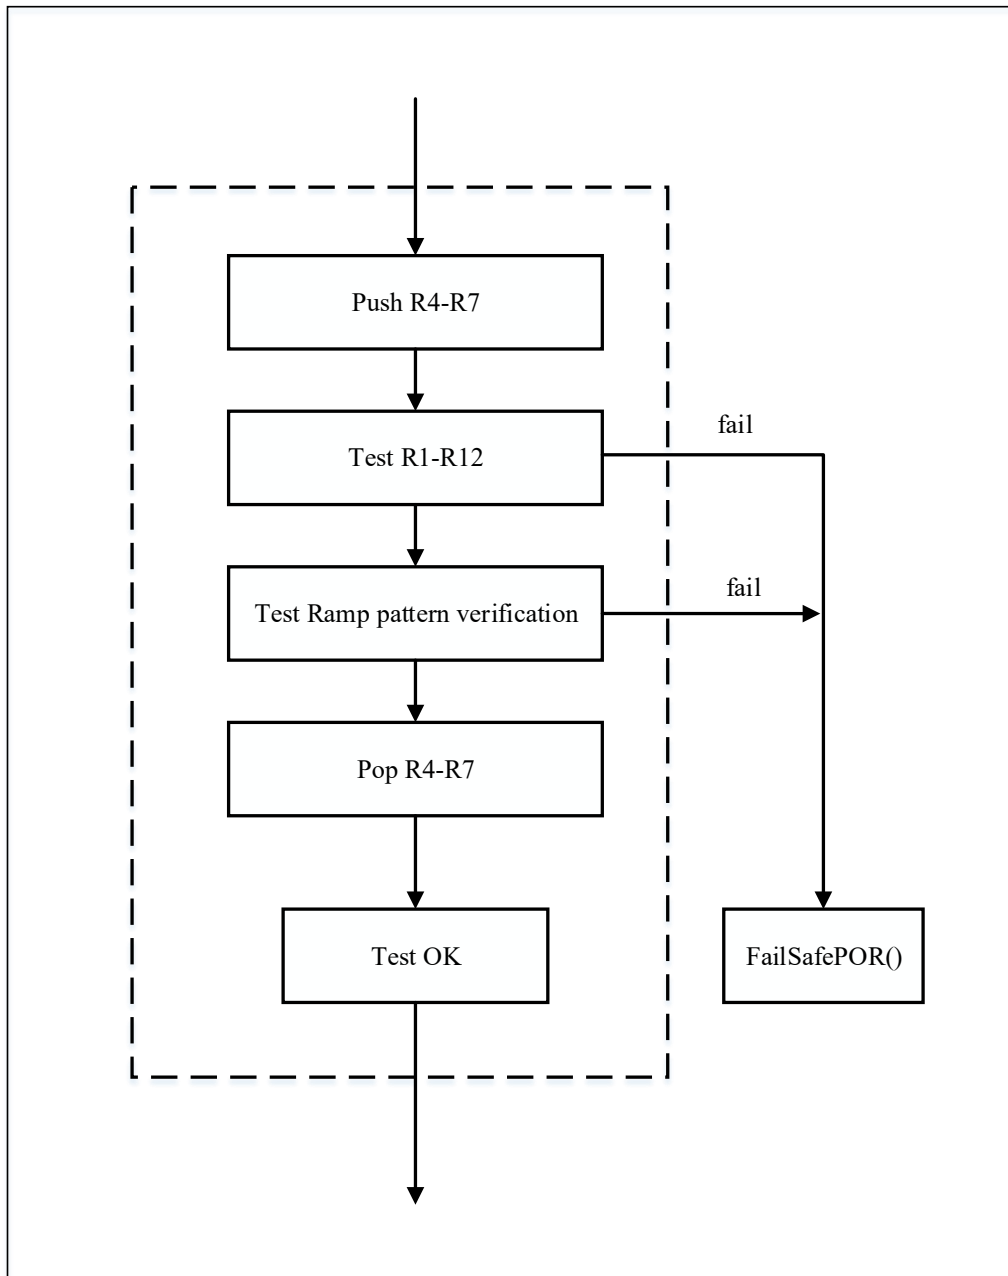 Push R4-R7
Test R1-R12
fail
Test Ramp pattern verification
fail
Pop R4-R7
Test OK
FailSafePOR()